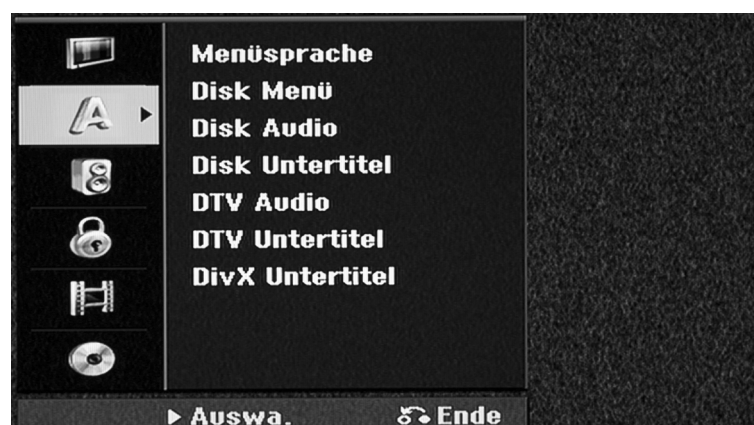 Menüsprache
Disk Menü
Disk Audio
Disk Untertitel
DTV Audio
DTV Untertitel
DivX Untertitel
Auswa. Ende